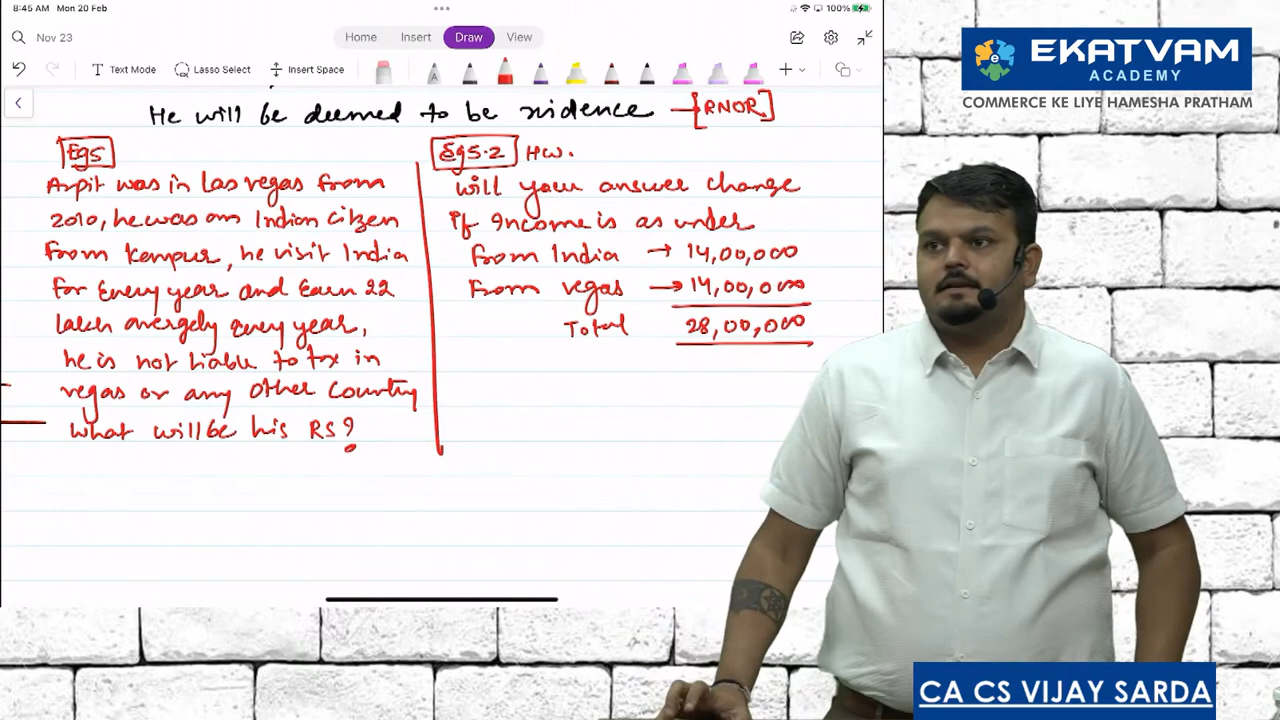 8:45 AM Mon 20 Feb
100%
Nov 23
Home Insert Draw View
Text Mode Lasso Select Insert Space
He will be deemed to be ridence → [RNOR]
Eg5
Arpit was in Las vegas from
2010, he was an Indian citizen
From Kanpur, he visit India
for Every year and Earn 22
lakh avergely Every year,
he is not liable to tax in
vegas or any other Country
what will be his RS?
Eg5.2 HW.
will your answer change
if Income is as under
from India → 14,00,000
From vegas → 14,00,000
Total 28,00,000
EKATVAM
ACADEMY
COMMERCE KE LIYE HAMESHA PRATHAM
CA CS VIJAY SARDA